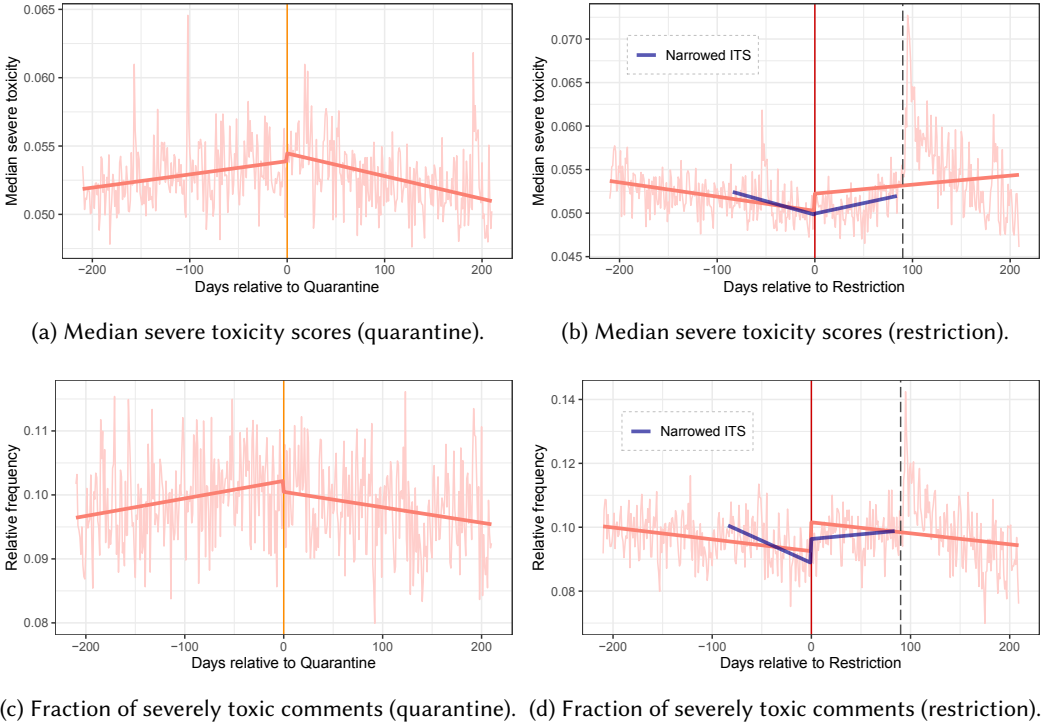 0.065
0.060
0.055
0.050
Median severe toxicity
−200
−100
0
100
200
Days relative to Quarantine
(a) Median severe toxicity scores (quarantine).
0.070
0.065
0.060
0.055
0.050
0.045
Median severe toxicity
Narrowed ITS
−200
−100
0
100
200
Days relative to Restriction
(b) Median severe toxicity scores (restriction).
0.11
0.10
0.09
0.08
Relative frequency
−200
−100
0
100
200
Days relative to Quarantine
(c) Fraction of severely toxic comments (quarantine).
0.14
0.12
0.10
0.08
Relative frequency
Narrowed ITS
−200
−100
0
100
200
Days relative to Restriction
(d) Fraction of severely toxic comments (restriction).